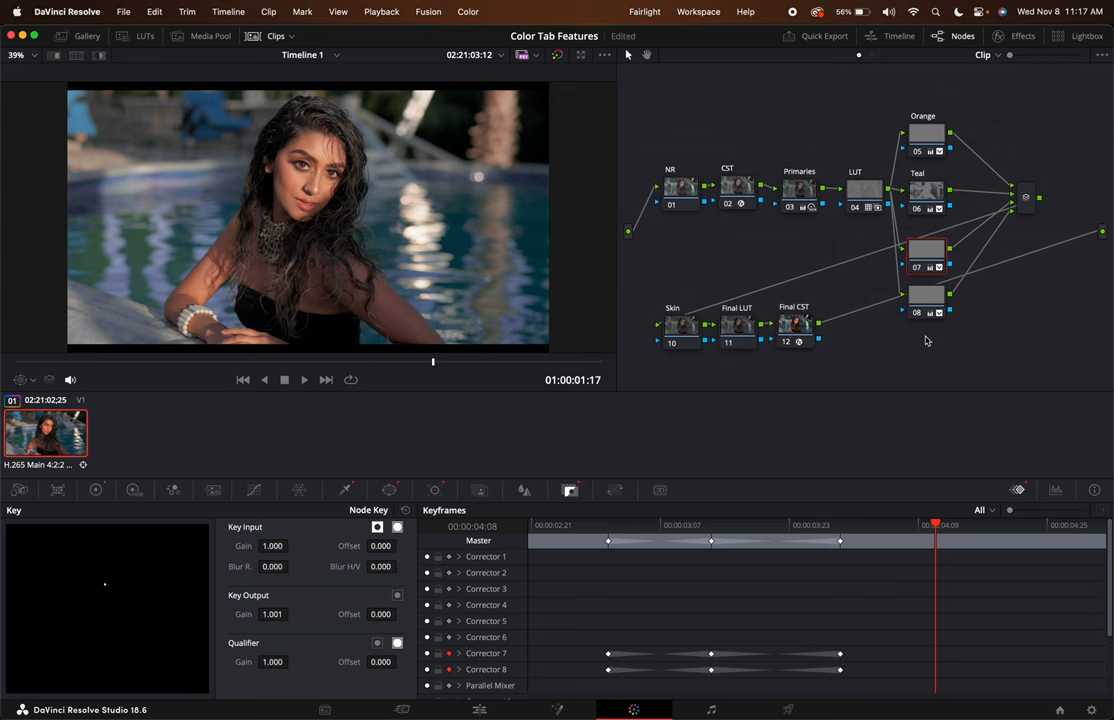 DaVinci Resolve File Edit Trim Timeline Clip Mark View Playback Fusion Color Fairlight Workspace Help 56% Wed Nov 8 11:17 AM
Gallery LUTs Media Pool Clips Color Tab Features Edited Quick Export Timeline Nodes Effects Lightbox
39% Timeline 1 02:21:03:12 Clip
Orange
05
NR CST Primaries LUT Teal
01 02 03 04 06
07
08
Skin Final LUT Final CST
10 11 12
01:00:01:17
01 02:21:02;25 V1
H.265 Main 4:2:2 ...
Key Node Key Keyframes All
Key Input 00:00:04:08 00:00:02:21 00:00:03:07 00:00:03:23 00:00:04:09 00:00:04:25
Master
Gain 1.000 Offset 0.000
Corrector 1
Blur R. 0.000 Blur H/V 0.000
Corrector 2
Corrector 3
Key Output
Corrector 4
Gain 1.001 Offset 0.000
Corrector 5
Corrector 6
Qualifier
Corrector 7
Gain 1.000 Offset 0.000
Corrector 8
Parallel Mixer
DaVinci Resolve Studio 18.6